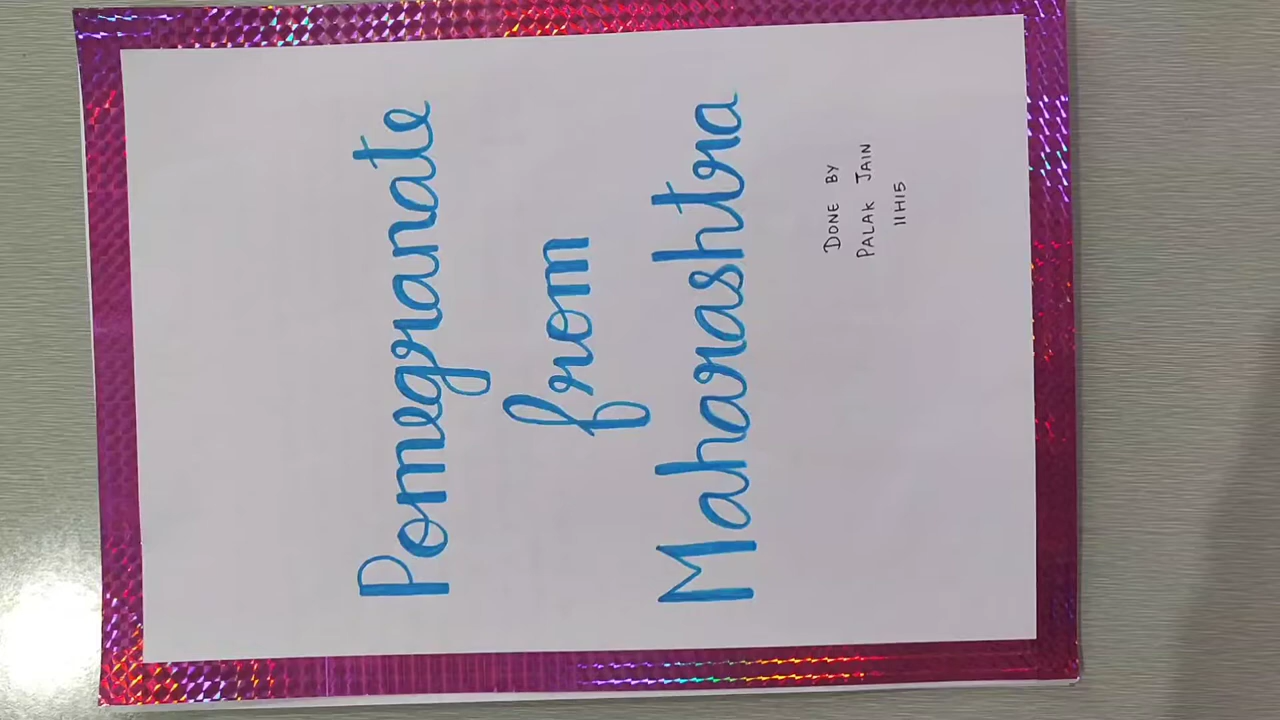 Pomegranate
from
Maharashtra
DONE BY
PALAK JAIN
11H15